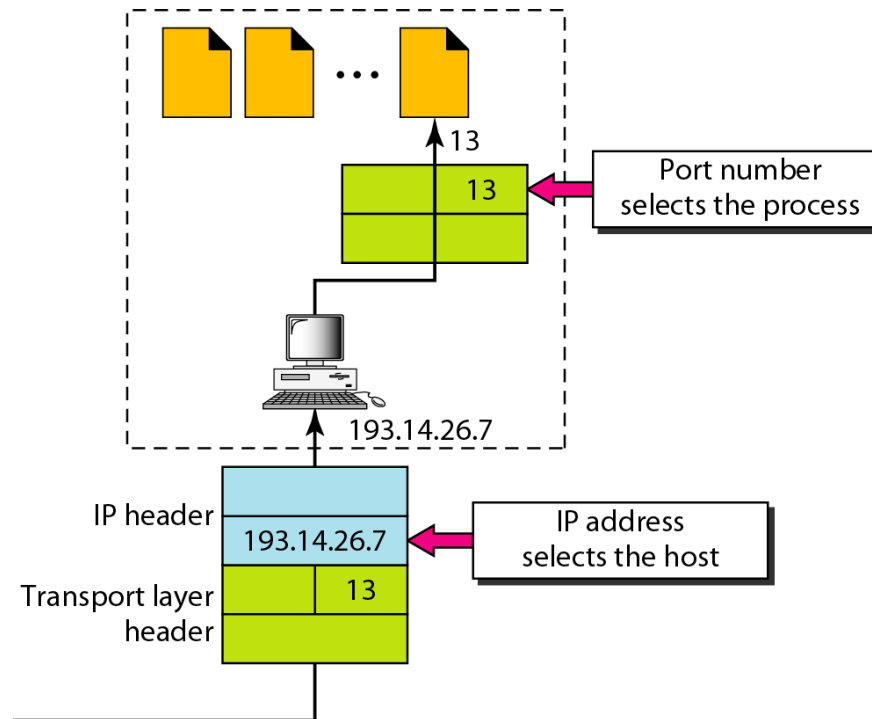 13
13
Port number
selects the process
193.14.26.7
IP header
193.14.26.7
IP address
selects the host
Transport layer
header
13